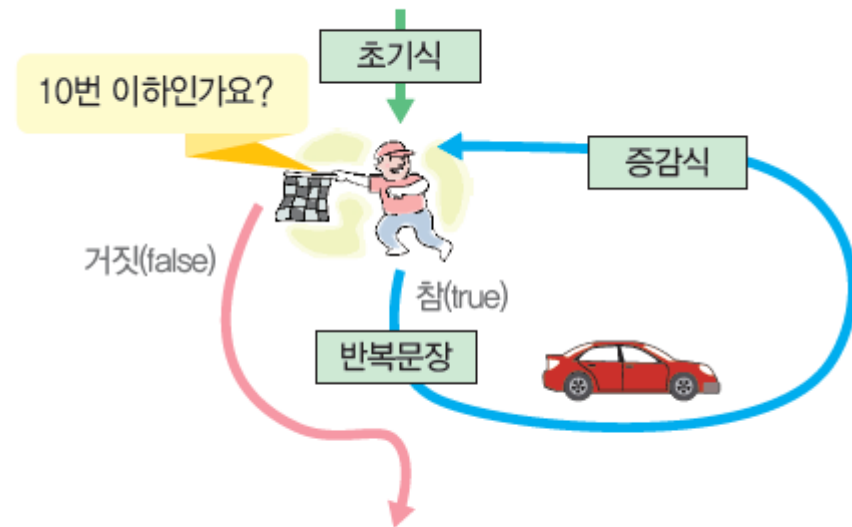 초기식
10번 이하인가요?
증감식
거짓(false)
참(true)
반복문장